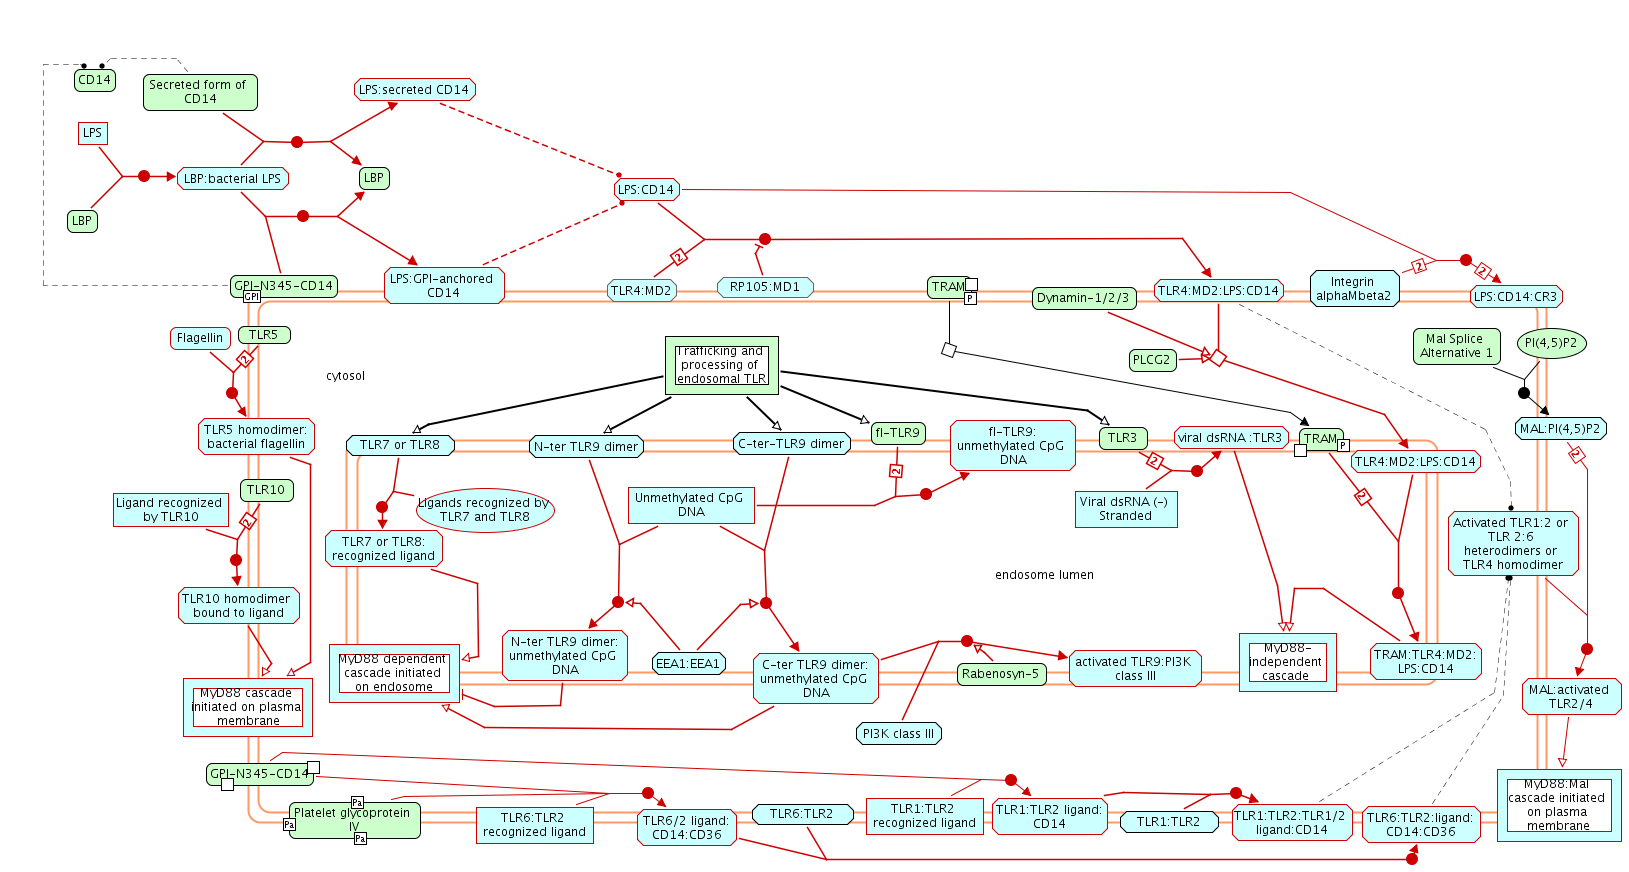 CD14
Secreted form of
CD14
LPS:secreted CD14
LPS
LBP:bacterial LPS
LBP
LBP
LPS:CD14
GPI-N345-CD14
GPI
LPS:GPI-anchored
CD14
2
TLR4:MD2
RP105:MD1
TRAM
P
Dynamin-1/2/3
TLR4:MD2:LPS:CD14
Integrin
alphaMbeta2
2
2
LPS:CD14:CR3
Flagellin
TLR5
2
cytosol
Trafficking and
processing of
endosomal TLR
PLCG2
Mal Splice
Alternative 1
PI(4,5)P2
TLR5 homodimer:
bacterial flagellin
TLR7 or TLR8
N-ter TLR9 dimer
C-ter-TLR9 dimer
fl-TLR9
2
fl-TLR9:
unmethylated CpG
DNA
TLR3
2
viral dsRNA :TLR3
TRAM
P
TLR4:MD2:LPS:CD14
MAL:PI(4,5)P2
2
TLR10
2
Ligand recognized
by TLR10
Ligands recognized by
TLR7 and TLR8
Unmethylated CpG
DNA
Viral dsRNA (-)
Stranded
2
Activated TLR1:2 or
TLR 2:6
heterodimers or
TLR4 homodimer
TLR7 or TLR8:
recognized ligand
endosome lumen
TLR10 homodimer
bound to ligand
MyD88 dependent
cascade initiated
on endosome
N-ter TLR9 dimer:
unmethylated CpG
DNA
EEA1:EEA1
C-ter TLR9 dimer:
unmethylated CpG
DNA
Rabenosyn-5
activated TLR9:PI3K
class III
MyD88-
independent
cascade
TRAM:TLR4:MD2:
LPS:CD14
MyD88 cascade
initiated on plasma
membrane
MAL:activated
TLR2/4
PI3K class III
GPI-N345-CD14
Pa
Pa
Pa
Platelet glycoprotein
IV
TLR6:TLR2
recognized ligand
TLR6/2 ligand:
CD14:CD36
TLR6:TLR2
TLR1:TLR2
recognized ligand
TLR1:TLR2 ligand:
CD14
TLR1:TLR2
TLR1:TLR2:TLR1/2
ligand:CD14
TLR6:TLR2:ligand:
CD14:CD36
MyD88:Mal
cascade initiated
on plasma
membrane